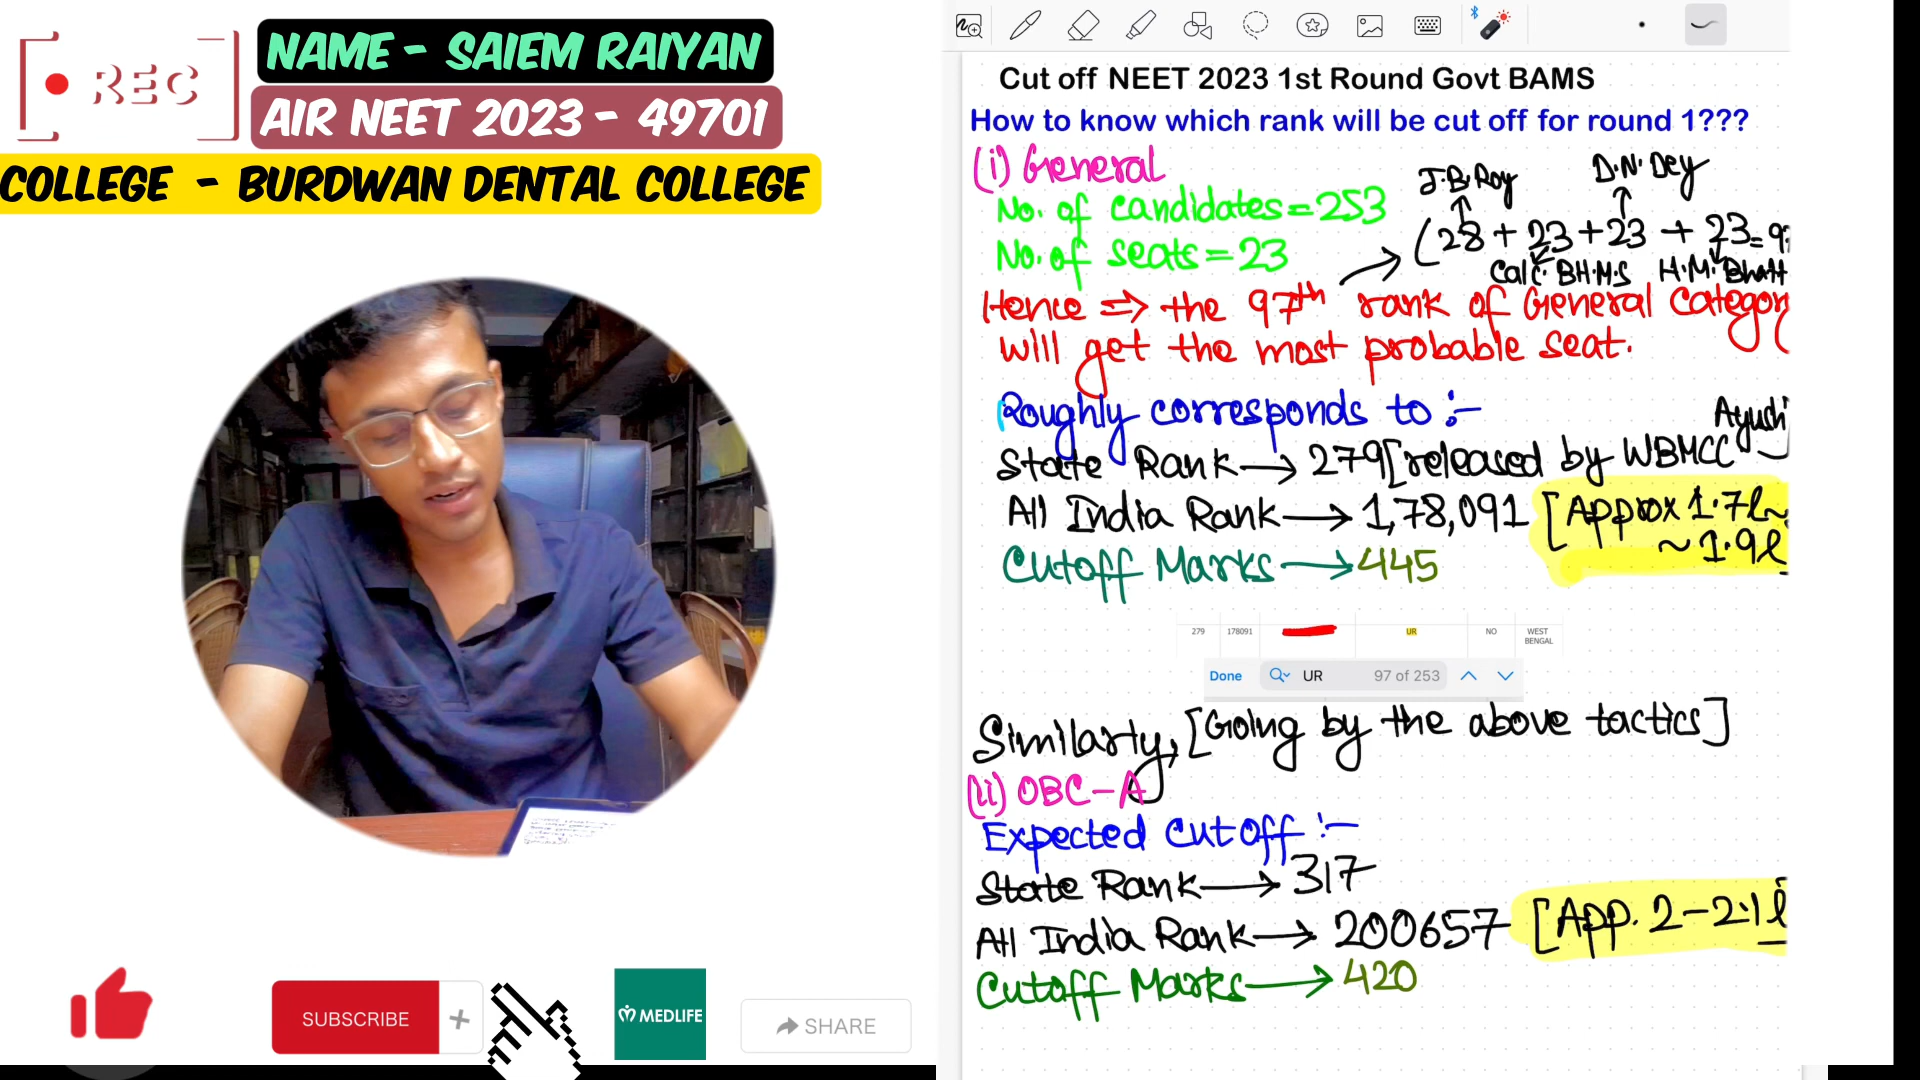 REC
NAME - SAIEM RAIYAN
AIR NEET 2023 - 49701
COLLEGE - BURDWAN DENTAL COLLEGE
SUBSCRIBE
+
MEDLIFE
SHARE
Cut off NEET 2023 1st Round Govt BAMS
How to know which rank will be cut off for round 1???
(i) General
J.B.Roy
D.N.Dey
No. of candidates=253
No. of seats=23
(28+23+23+23=9
Calc. BHMS H.M. Bhatt
Hence ⇒ the 97th rank of General Categor
will get the most probable seat.
Roughly corresponds to :-
Ayush
State Rank → 279[released by WBMCC
All India Rank → 1,78,091 [Approx 1.7l~
~1.9l
Cutoff Marks → 445
279 178091 UR NO WEST BENGAL
Done UR 97 of 253
Similarly, [Going by the above tactics]
(ii) OBC-A
Expected Cutoff :-
State Rank → 317
All India Rank → 200657 [App. 2-2.1l
Cutoff Marks → 420